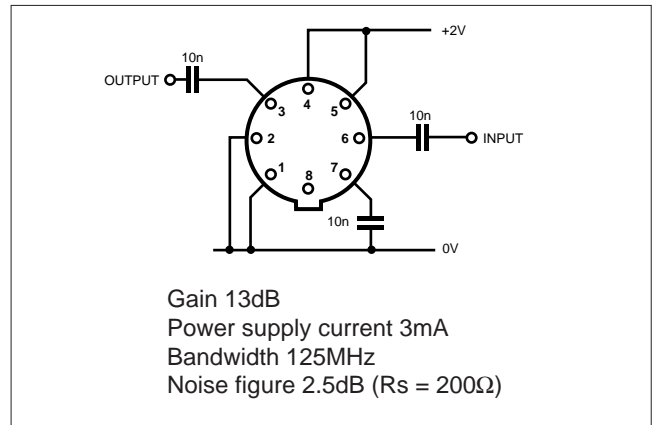 +2V
10n
OUTPUT
3
4
5
10n
2
6
INPUT
1
8
7
10n
0V
Gain 13dB
Power supply current 3mA
Bandwidth 125MHz
Noise figure 2.5dB (Rs = 200Ω)